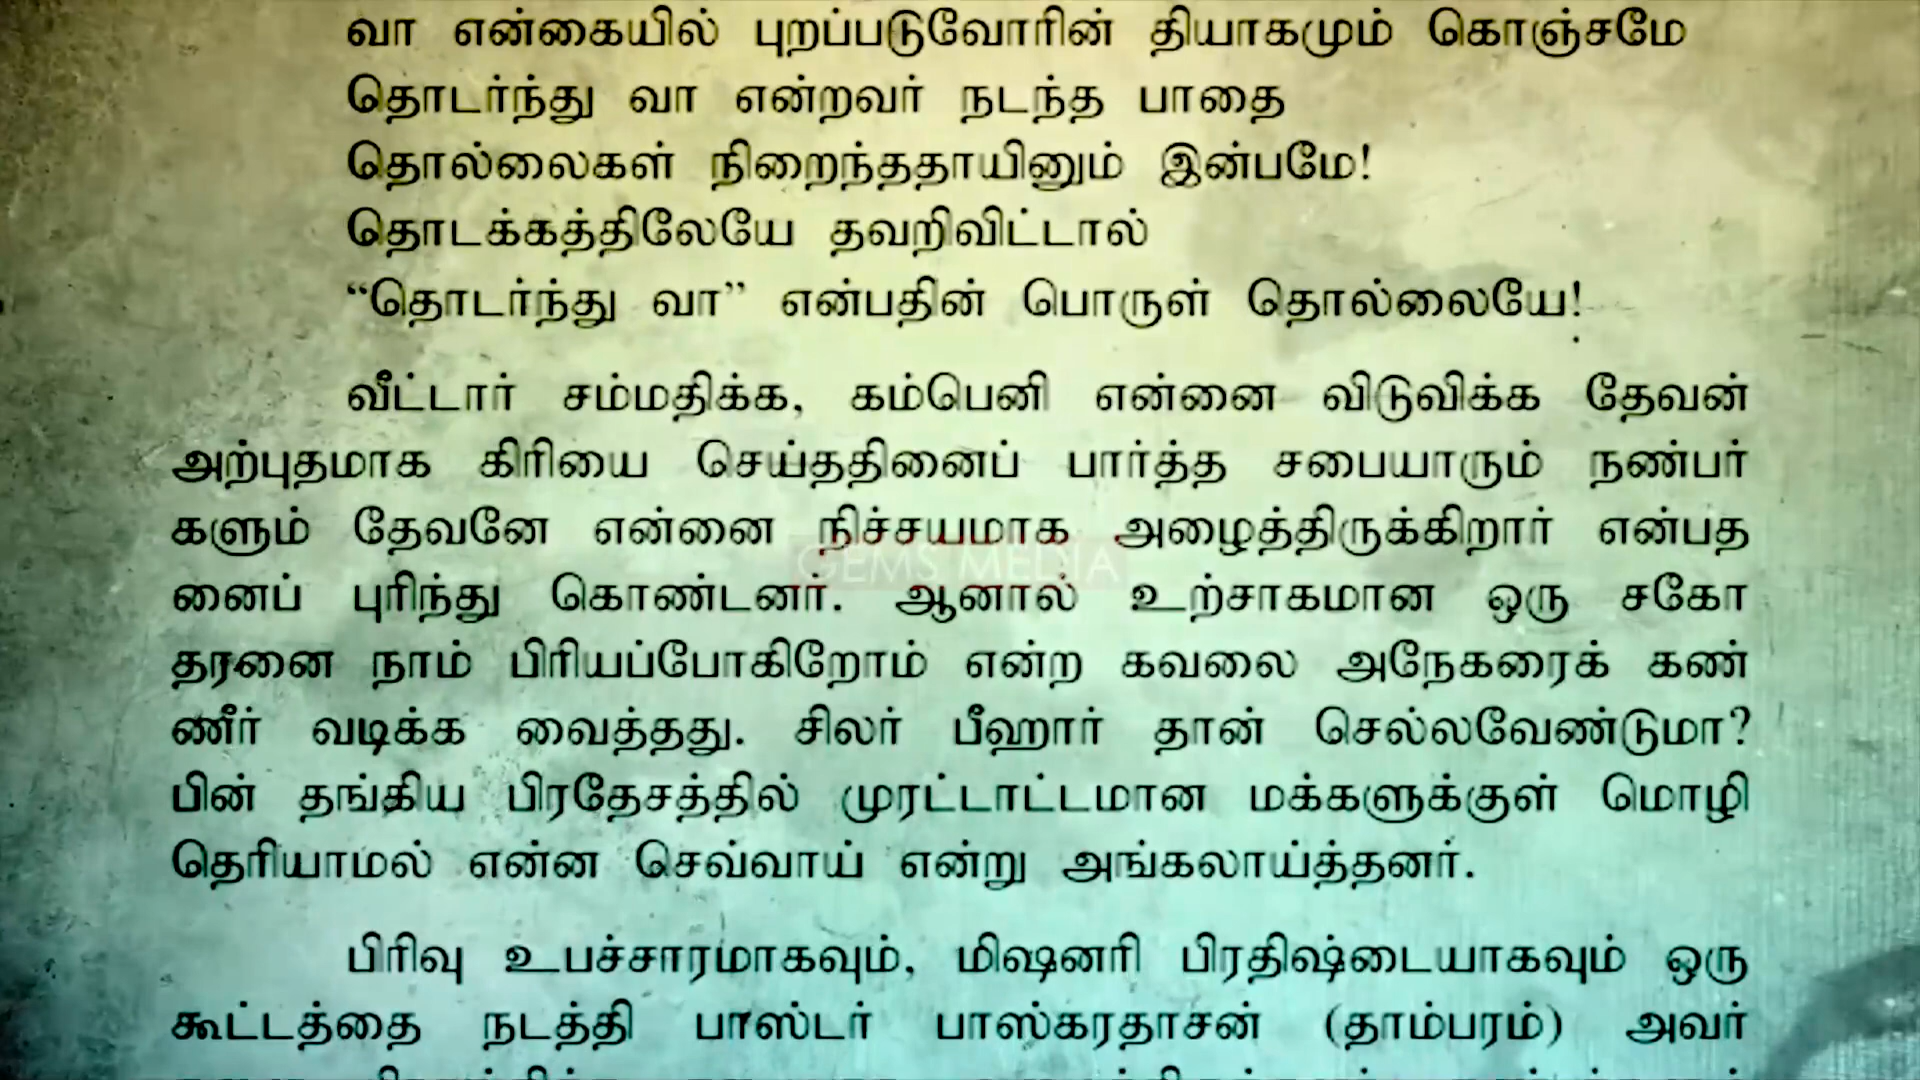 வா என்கையில் புறப்படுவோரின் தியாகமும் கொஞ்சமே
தொடர்ந்து வா என்றவர் நடந்த பாதை
தொல்லைகள் நிறைந்ததாயினும் இன்பமே!
தொடக்கத்திலேயே தவறிவிட்டால்
“தொடர்ந்து வா” என்பதின் பொருள் தொல்லையே!
வீட்டார் சம்மதிக்க, கம்பெனி என்னை விடுவிக்க தேவன்
அற்புதமாக கிரியை செய்ததினைப் பார்த்த சபையாரும் நண்பர்
களும் தேவனே என்னை நிச்சயமாக அழைத்திருக்கிறார் என்பத
GEMS MEDIA
னைப் புரிந்து கொண்டனர். ஆனால் உற்சாகமான ஒரு சகோ
தரனை நாம் பிரியப்போகிறோம் என்ற கவலை அநேகரைக் கண்
ணீர் வடிக்க வைத்தது. சிலர் பீஹார் தான் செல்லவேண்டுமா?
பின் தங்கிய பிரதேசத்தில் முரட்டாட்டமான மக்களுக்குள் மொழி
தெரியாமல் என்ன செவ்வாய் என்று அங்கலாய்த்தனர்.
பிரிவு உபச்சாரமாகவும், மிஷனரி பிரதிஷ்டையாகவும் ஒரு
கூட்டத்தை நடத்தி பாஸ்டர் பாஸ்கரதாசன் (தாம்பரம்) அவர்